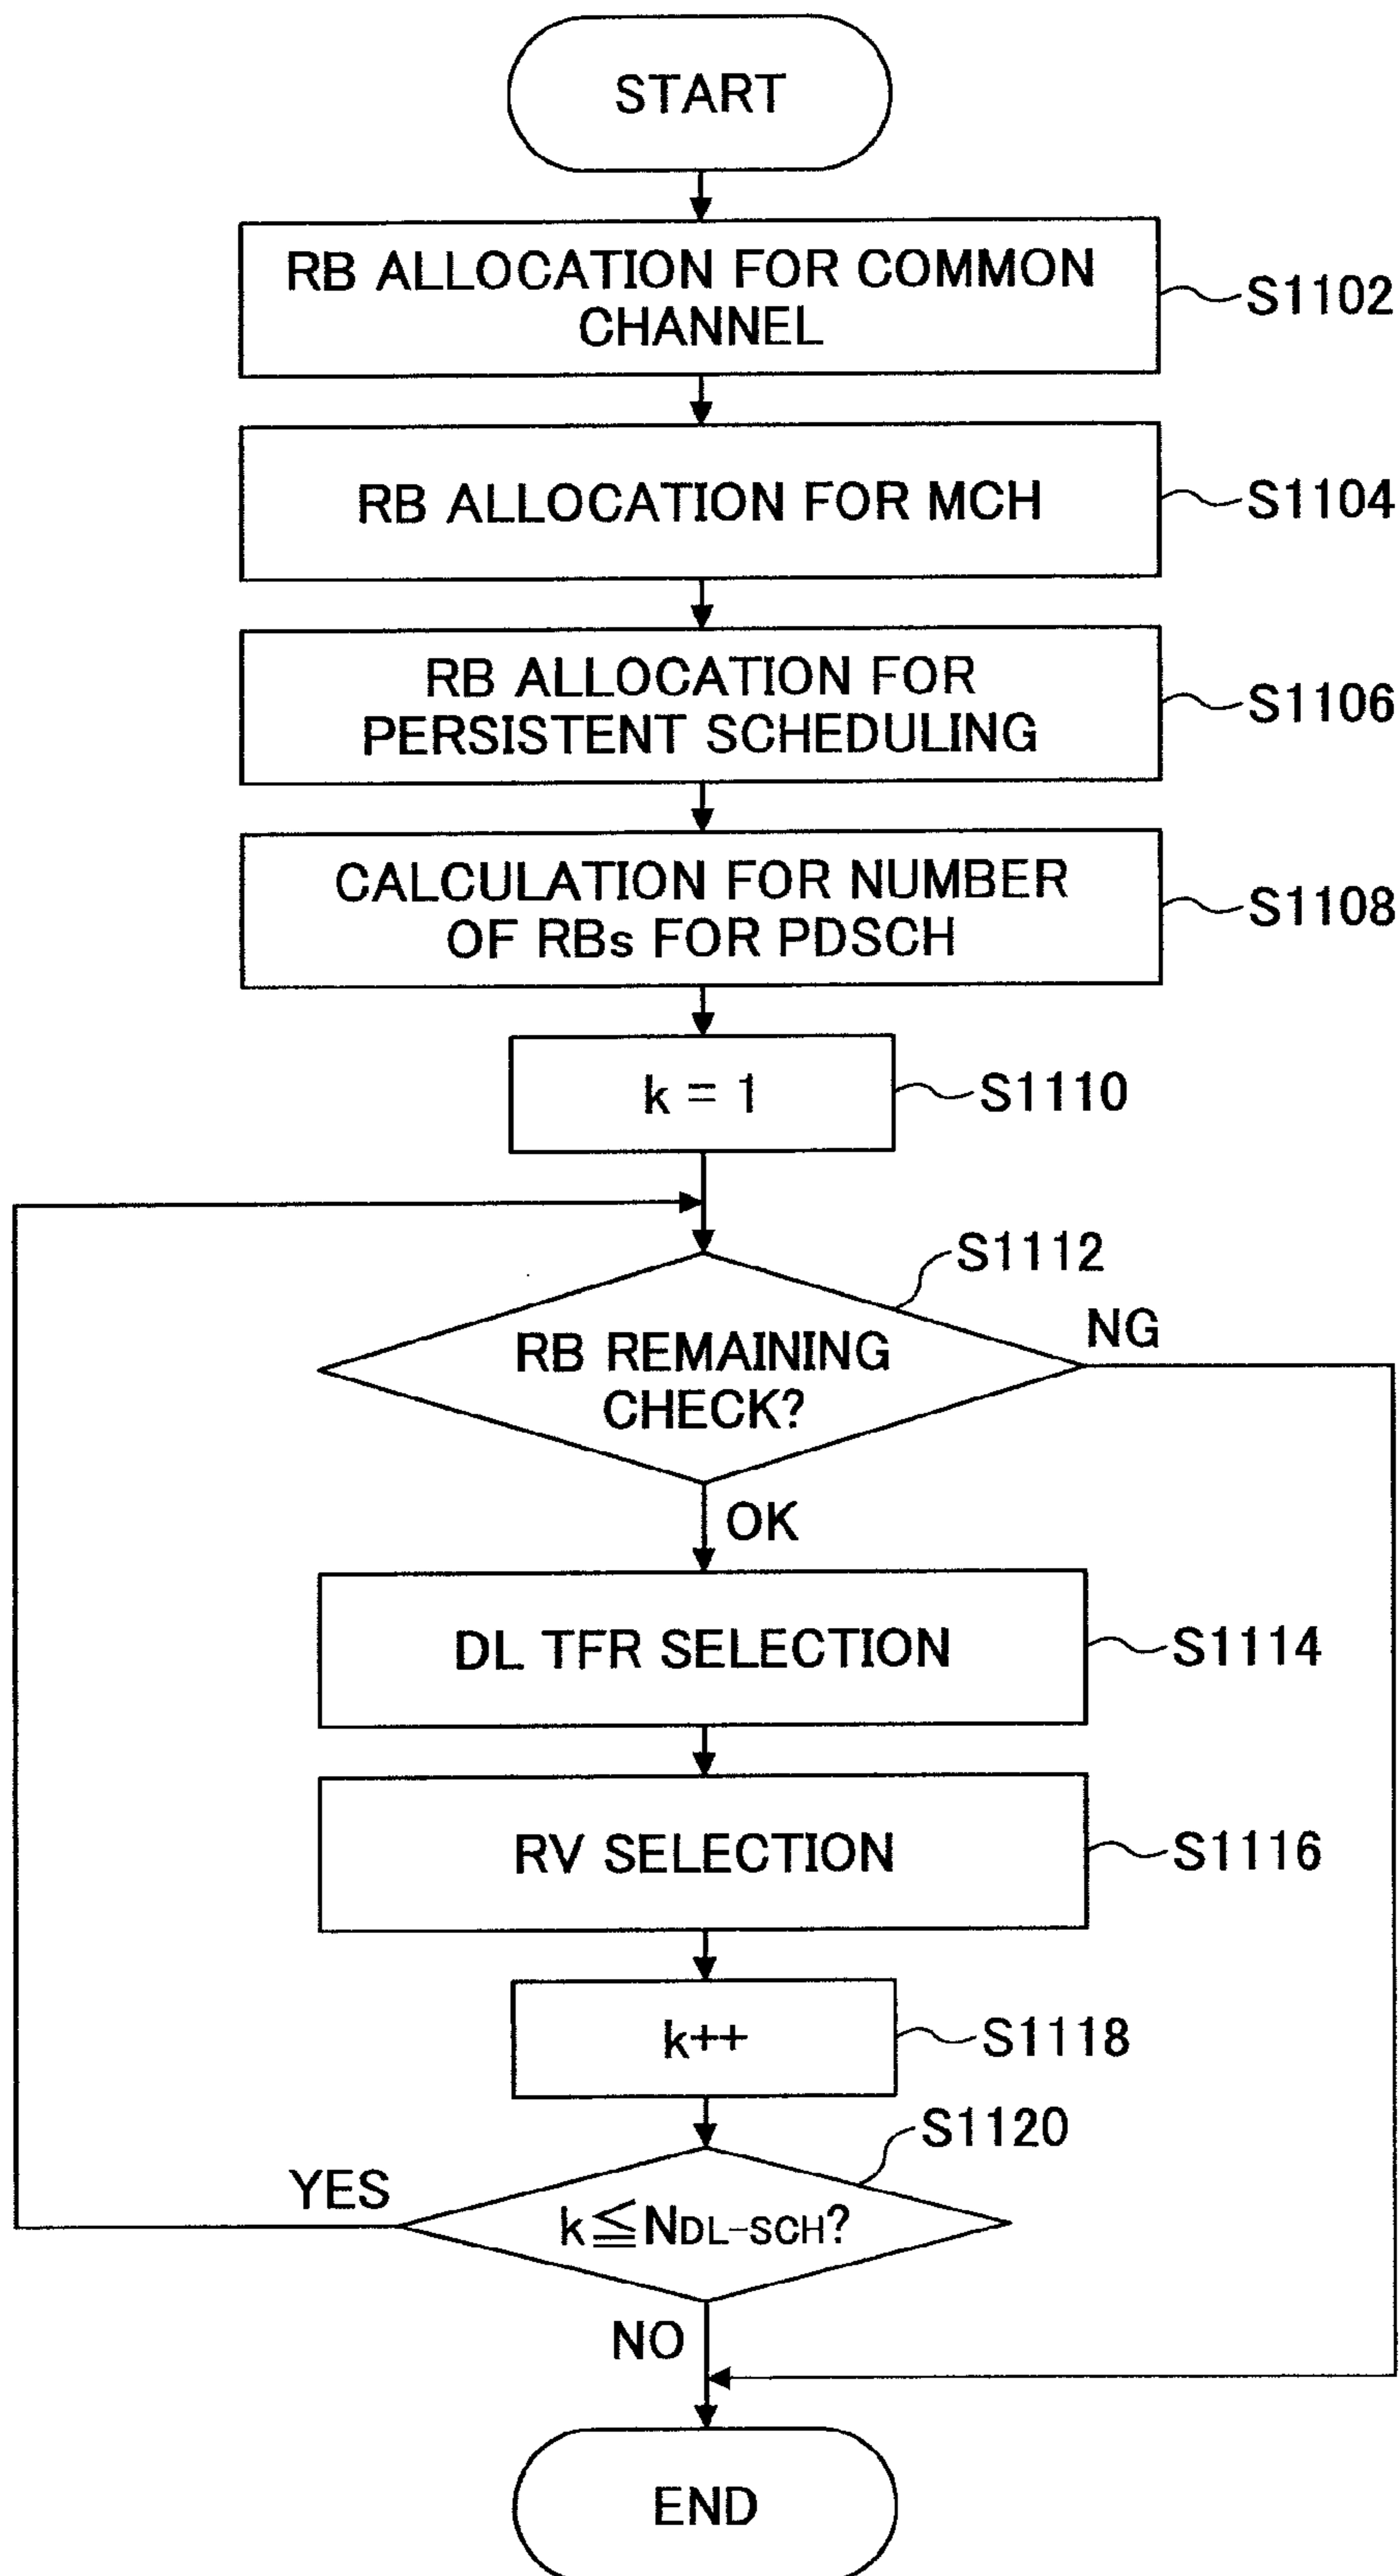 START
RB ALLOCATION FOR COMMON
CHANNEL
S1102
RB ALLOCATION FOR MCH
S1104
RB ALLOCATION FOR
PERSISTENT SCHEDULING
S1106
CALCULATION FOR NUMBER
OF RBs FOR PDSCH
S1108
k = 1
S1110
S1112
RB REMAINING
CHECK?
NG
OK
DL TFR SELECTION
S1114
RV SELECTION
S1116
k++
S1118
S1120
YES
k≦NDL-SCH?
NO
END